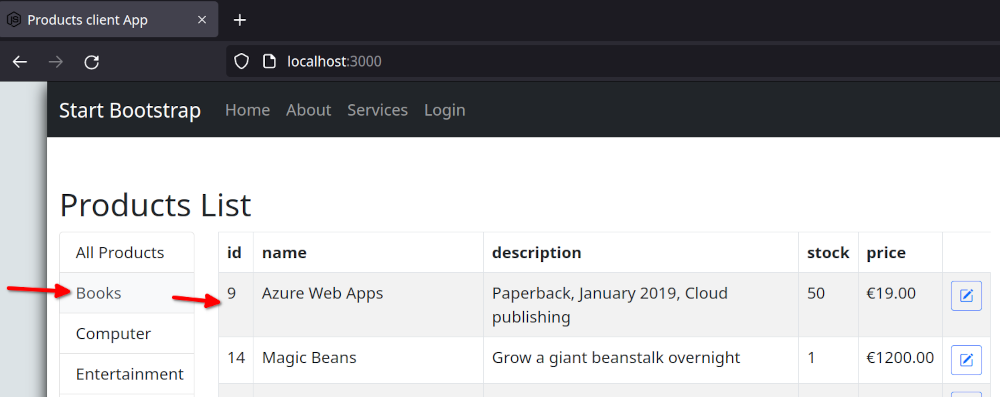 Products client App
localhost:3000
Start Bootstrap Home About Services Login
Products List
All Products
Books
Computer
Entertainment
id name description stock price
9 Azure Web Apps Paperback, January 2019, Cloud publishing 50 €19.00
14 Magic Beans Grow a giant beanstalk overnight 1 €1200.00